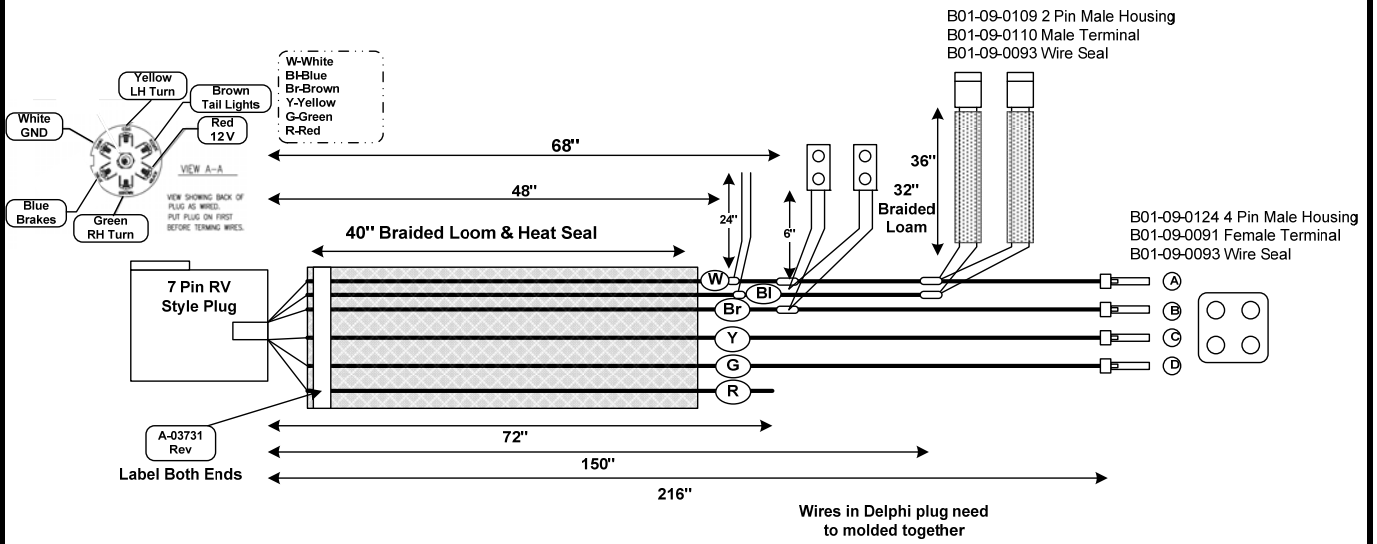 B01-09-0109 2 Pin Male Housing
B01-09-0110 Male Terminal
B01-09-0093 Wire Seal
W-White
Bl-Blue
Br-Brown
Y-Yellow
G-Green
R-Red
Yellow
LH Turn
Brown
Tail Lights
White
GND
Red
12V
Blue
Brakes
Green
RH Turn
VIEW A-A
VIEW SHOWING BACK OF
PLUG AS WIRED.
PUT PLUG ON FIRST
BEFORE TERMING WIRES.
68"
48"
24"
6"
36"
32"
Braided
Loam
B01-09-0124 4 Pin Male Housing
B01-09-0091 Female Terminal
B01-09-0093 Wire Seal
40" Braided Loom & Heat Seal
7 Pin RV
Style Plug
W
Bl
Br
Y
G
R
A
B
C
D
A-03731
Rev
Label Both Ends
72"
150"
216"
Wires in Delphi plug need
to molded together